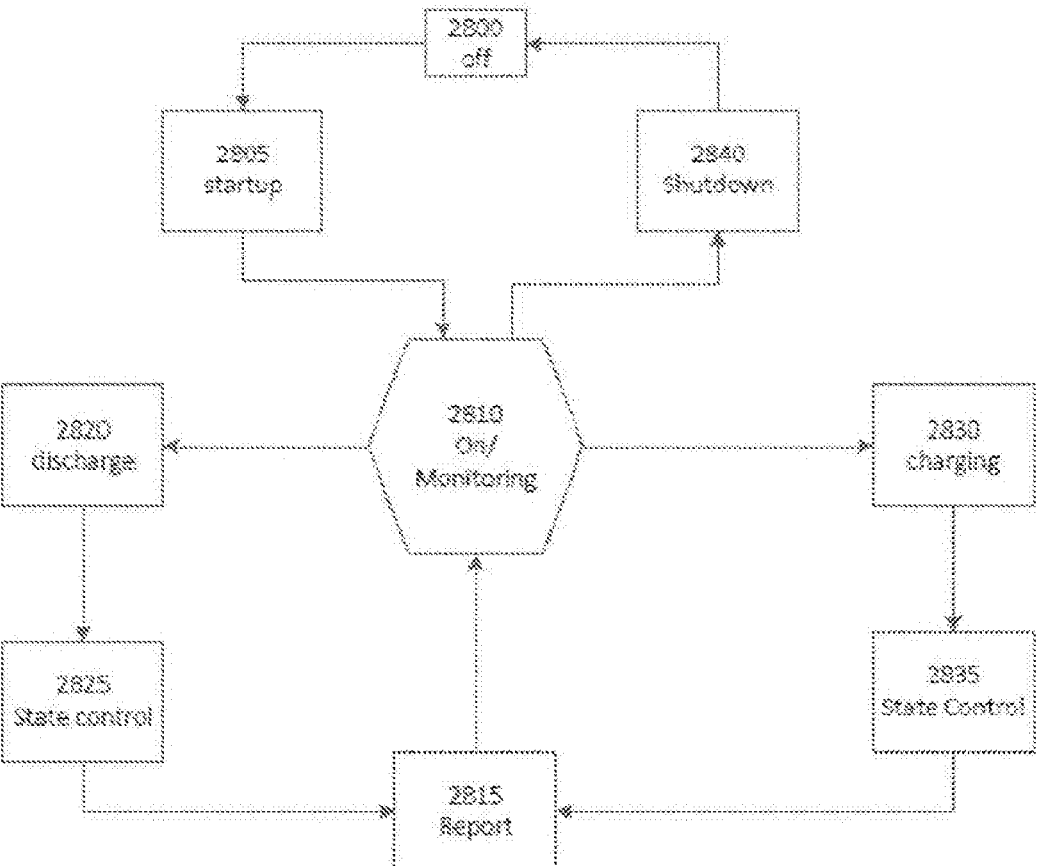 2800
off
2805
startup
2840
Shutdown
2810
On/
Monitoring
2820
discharge
2830
charging
2825
State control
2835
State Control
2815
Report